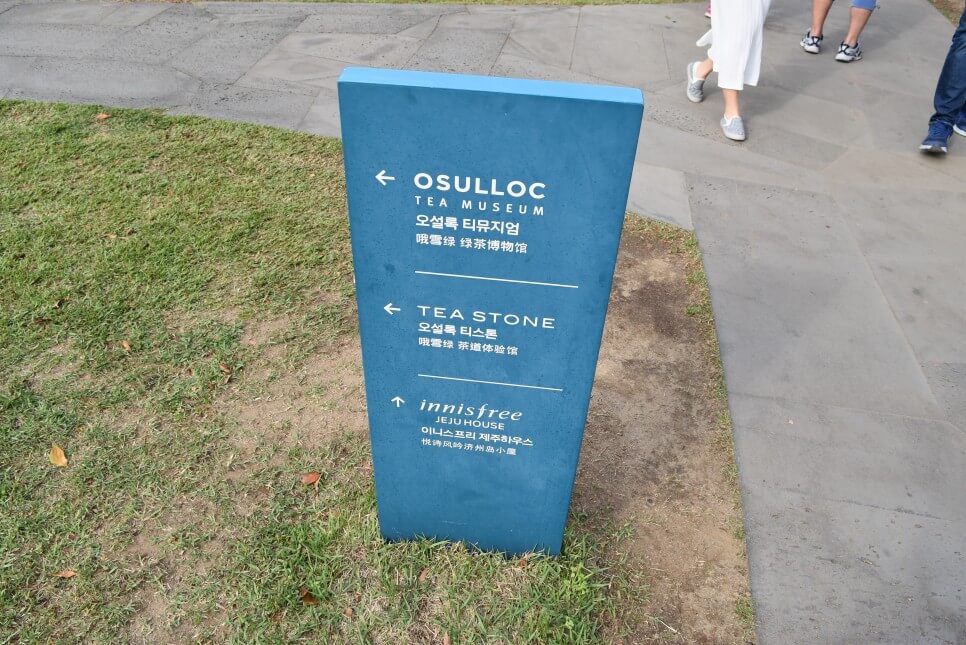 ← OSULLOC
TEA MUSEUM
오설록 티뮤지엄
哦雪绿 绿茶博物馆
← TEA STONE
오설록 티스톤
哦雪绿 茶道体验馆
↑ innisfree
JEJU HOUSE
이니스프리 제주하우스
悦诗风吟济州岛小屋